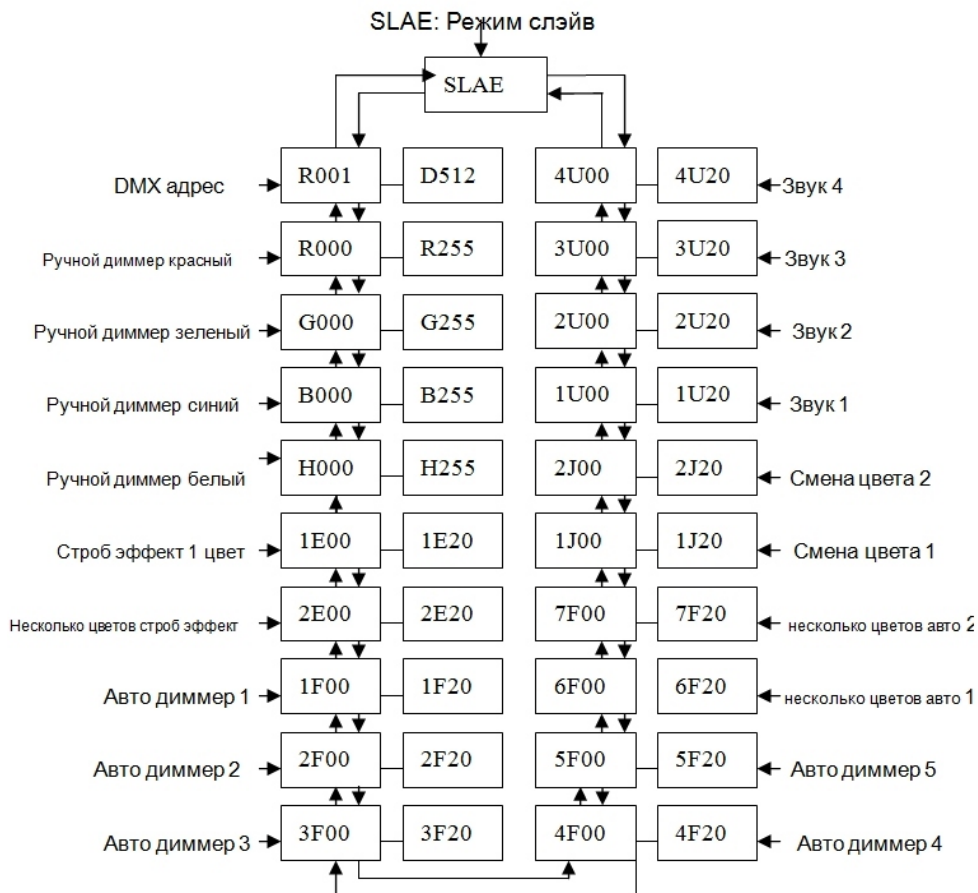 SLAE: Режим слэйв
SLAE
DMX адрес R001 D512 4U00 4U20 Звук 4
Ручной диммер красный R000 R255 3U00 3U20 Звук 3
Ручной диммер зеленый G000 G255 2U00 2U20 Звук 2
Ручной диммер синий B000 B255 1U00 1U20 Звук 1
Ручной диммер белый H000 H255 2J00 2J20 Смена цвета 2
Строб эффект 1 цвет 1E00 1E20 1J00 1J20 Смена цвета 1
Несколько цветов строб эффект 2E00 2E20 7F00 7F20 несколько цветов авто 2
Авто диммер 1 1F00 1F20 6F00 6F20 несколько цветов авто 1
Авто диммер 2 2F00 2F20 5F00 5F20 Авто диммер 5
Авто диммер 3 3F00 3F20 4F00 4F20 Авто диммер 4